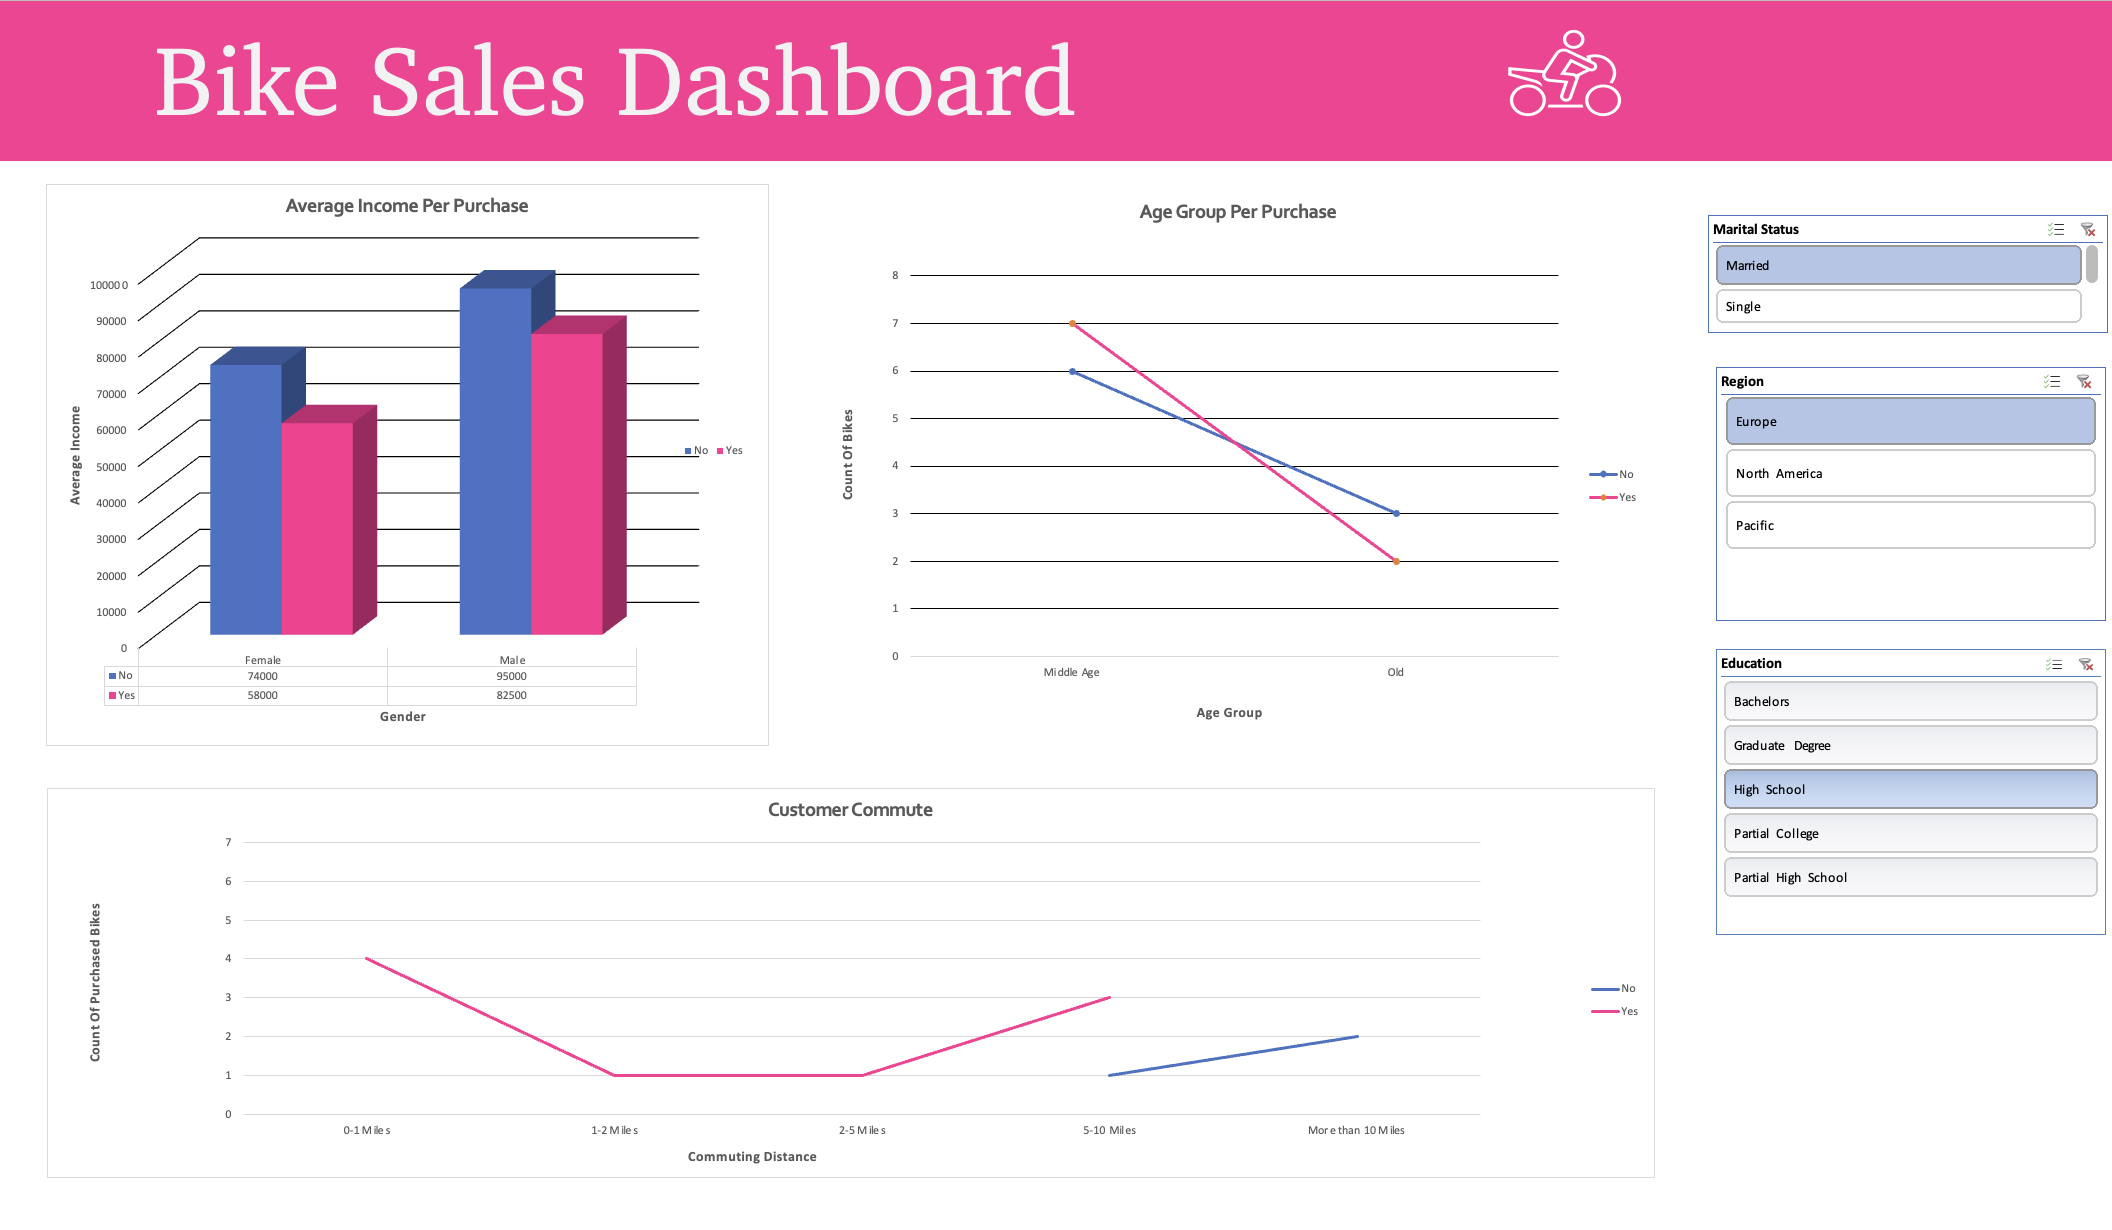 Bike Sales Dashboard
Average Income Per Purchase
100000
90000
80000
70000
60000
50000
40000
30000
20000
10000
0
Average Income
No Yes
Female Male
No 74000 95000
Yes 58000 82500
Gender
Age Group Per Purchase
8
7
6
5
4
3
2
1
0
Count Of Bikes
Middle Age Old
Age Group
No
Yes
Marital Status
Married
Single
Region
Europe
North America
Pacific
Education
Bachelors
Graduate Degree
High School
Partial College
Partial High School
Customer Commute
7
6
5
4
3
2
1
0
Count Of Purchased Bikes
0-1 Miles 1-2 Miles 2-5 Miles 5-10 Miles More than 10 Miles
Commuting Distance
No
Yes